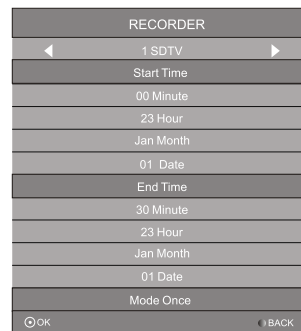 RECORDER
1 SDTV
Start Time
00 Minute
23 Hour
Jan Month
01 Date
End Time
30 Minute
23 Hour
Jan Month
01 Date
Mode Once
OK BACK